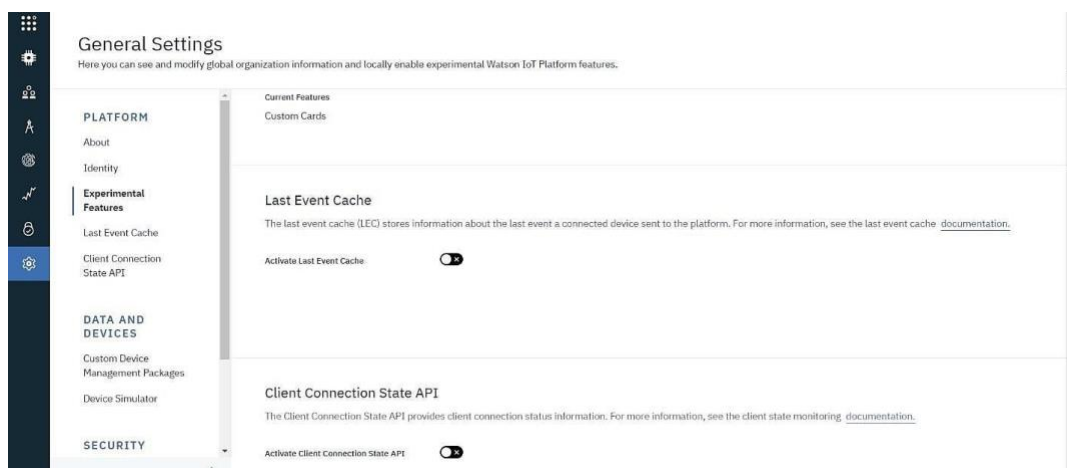 General Settings
Here you can see and modify global organization information and locally enable experimental Watson IoT Platform features.
PLATFORM
About
Identity
Experimental
Features
Last Event Cache
Client Connection
State API
DATA AND
DEVICES
Custom Device
Management Packages
Device Simulator
SECURITY
Current Features
Custom Cards
Last Event Cache
The last event cache (LEC) stores information about the last event a connected device sent to the platform. For more information, see the last event cache documentation.
Activate Last Event Cache
Client Connection State API
The Client Connection State API provides client connection status information. For more information, see the client state monitoring documentation.
Activate Client Connection State API